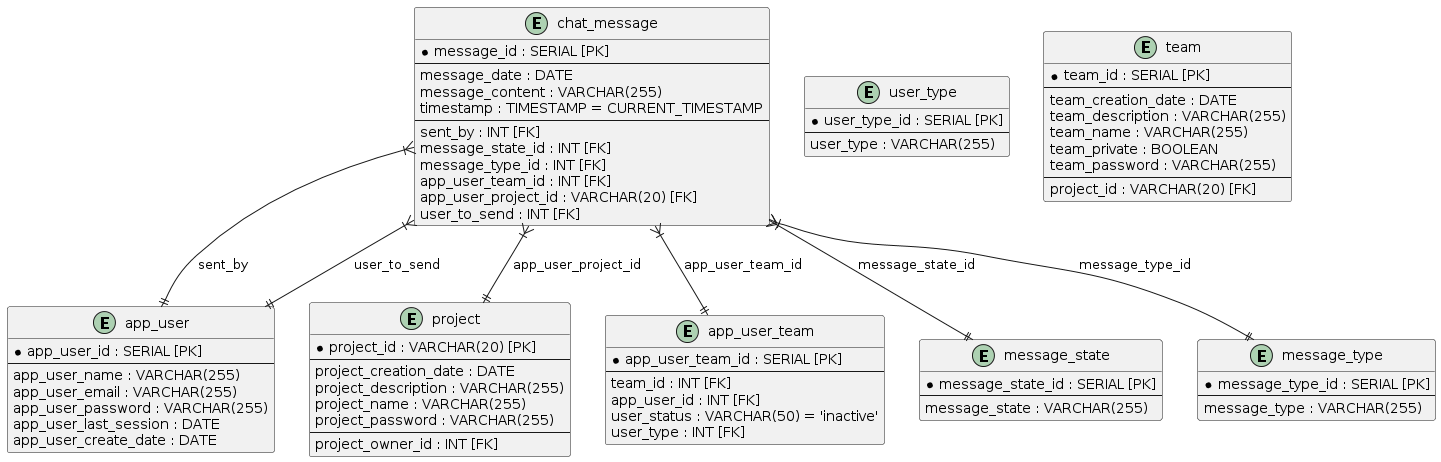 E chat_message
message_id : SERIAL [PK]
message_date : DATE
message_content : VARCHAR(255)
timestamp : TIMESTAMP = CURRENT_TIMESTAMP
sent_by : INT [FK]
message_state_id : INT [FK]
message_type_id : INT [FK]
app_user_team_id : INT [FK]
app_user_project_id : VARCHAR(20) [FK]
user_to_send : INT [FK]
E user_type
user_type_id : SERIAL [PK]
user_type : VARCHAR(255)
E team
team_id : SERIAL [PK]
team_creation_date : DATE
team_description : VARCHAR(255)
team_name : VARCHAR(255)
team_private : BOOLEAN
team_password : VARCHAR(255)
project_id : VARCHAR(20) [FK]
sent_by
user_to_send
app_user_project_id
app_user_team_id
message_state_id
message_type_id
E app_user
app_user_id : SERIAL [PK]
app_user_name : VARCHAR(255)
app_user_email : VARCHAR(255)
app_user_password : VARCHAR(255)
app_user_last_session : DATE
app_user_create_date : DATE
E project
project_id : VARCHAR(20) [PK]
project_creation_date : DATE
project_description : VARCHAR(255)
project_name : VARCHAR(255)
project_password : VARCHAR(255)
project_owner_id : INT [FK]
E app_user_team
app_user_team_id : SERIAL [PK]
team_id : INT [FK]
app_user_id : INT [FK]
user_status : VARCHAR(50) = 'inactive'
user_type : INT [FK]
E message_state
message_state_id : SERIAL [PK]
message_state : VARCHAR(255)
E message_type
message_type_id : SERIAL [PK]
message_type : VARCHAR(255)